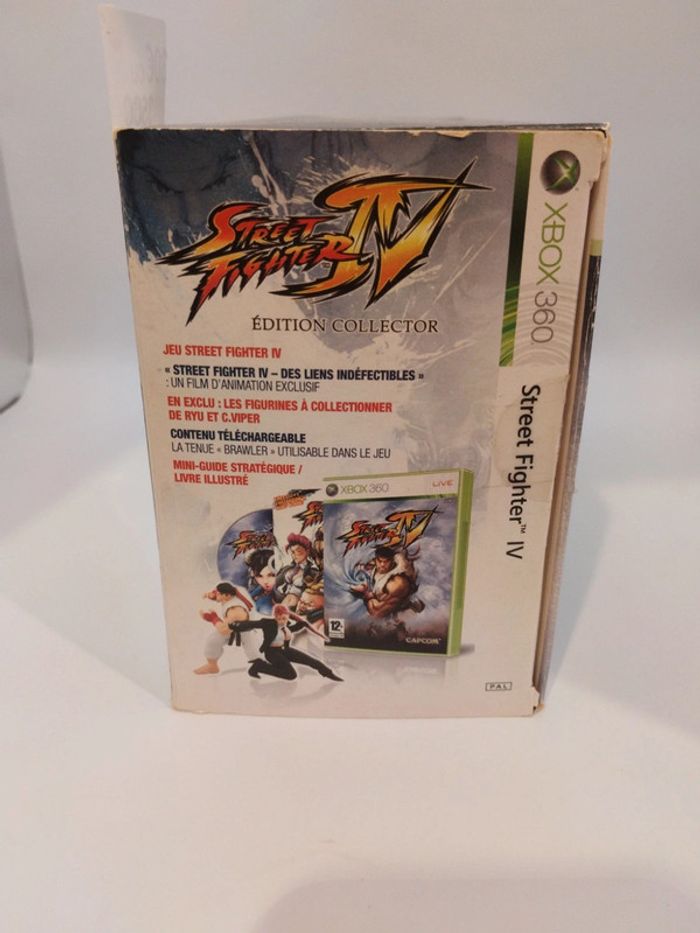 STREET
FIGHTER IV
ÉDITION COLLECTOR
JEU STREET FIGHTER IV
« STREET FIGHTER IV – DES LIENS INDÉFECTIBLES »
: UN FILM D'ANIMATION EXCLUSIF
EN EXCLU : LES FIGURINES À COLLECTIONNER
DE RYU ET C.VIPER
CONTENU TÉLÉCHARGEABLE
LA TENUE « BRAWLER » UTILISABLE DANS LE JEU
MINI-GUIDE STRATÉGIQUE /
LIVRE ILLUSTRÉ
XBOX 360
LIVE
STREET
FIGHTER IV
12
CAPCOM
STREET
FIGHTER
XBOX 360
Street Fighter™ IV
PAL